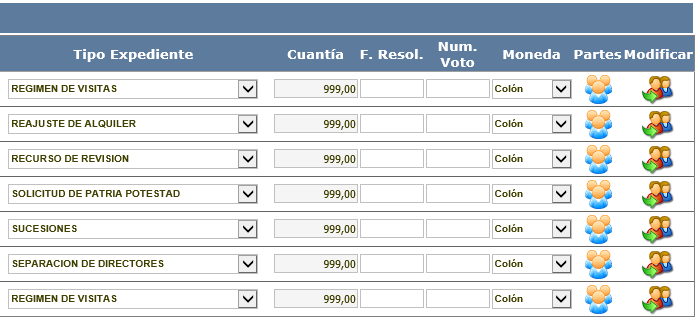 Tipo Expediente Cuantía F. Resol. Num. Voto Moneda Partes Modificar
REGIMEN DE VISITAS 999,00 Colón
REAJUSTE DE ALQUILER 999,00 Colón
RECURSO DE REVISION 999,00 Colón
SOLICITUD DE PATRIA POTESTAD 999,00 Colón
SUCESIONES 999,00 Colón
SEPARACION DE DIRECTORES 999,00 Colón
REGIMEN DE VISITAS 999,00 Colón